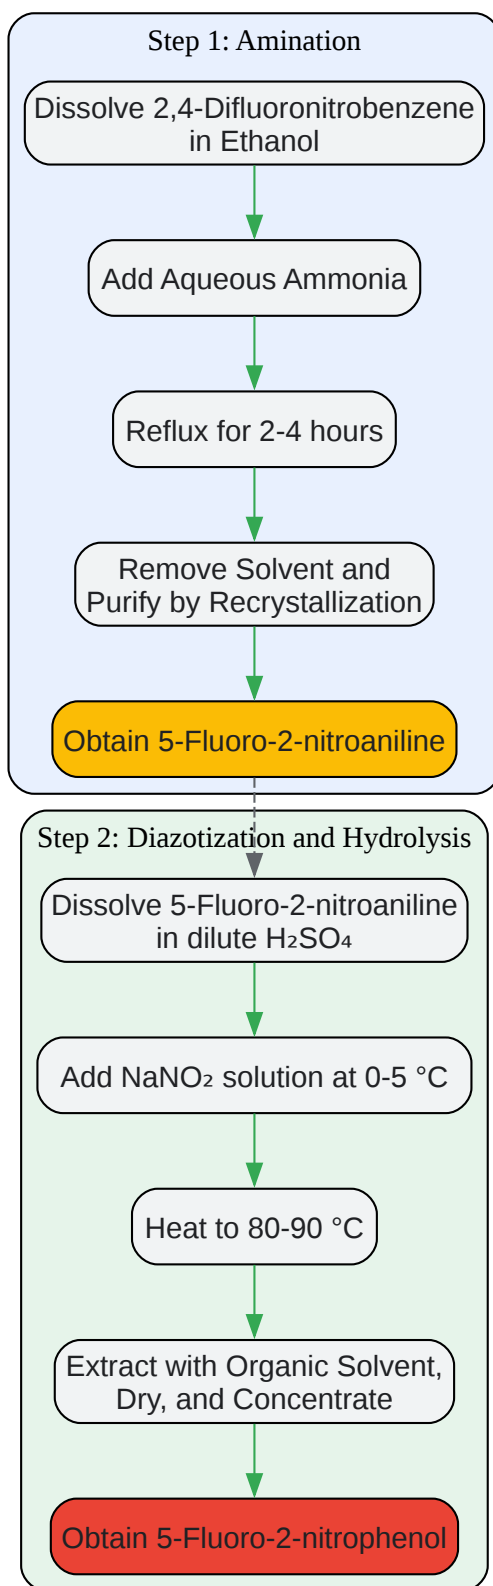 Step 1: Amination
Dissolve 2,4-Difluoronitrobenzene
in Ethanol
Add Aqueous Ammonia
Reflux for 2-4 hours
Remove Solvent and
Purify by Recrystallization
Obtain 5-Fluoro-2-nitroaniline
Step 2: Diazotization and Hydrolysis
Dissolve 5-Fluoro-2-nitroaniline
in dilute H₂SO₄
Add NaNO₂ solution at 0-5 °C
Heat to 80-90 °C
Extract with Organic Solvent,
Dry, and Concentrate
Obtain 5-Fluoro-2-nitrophenol